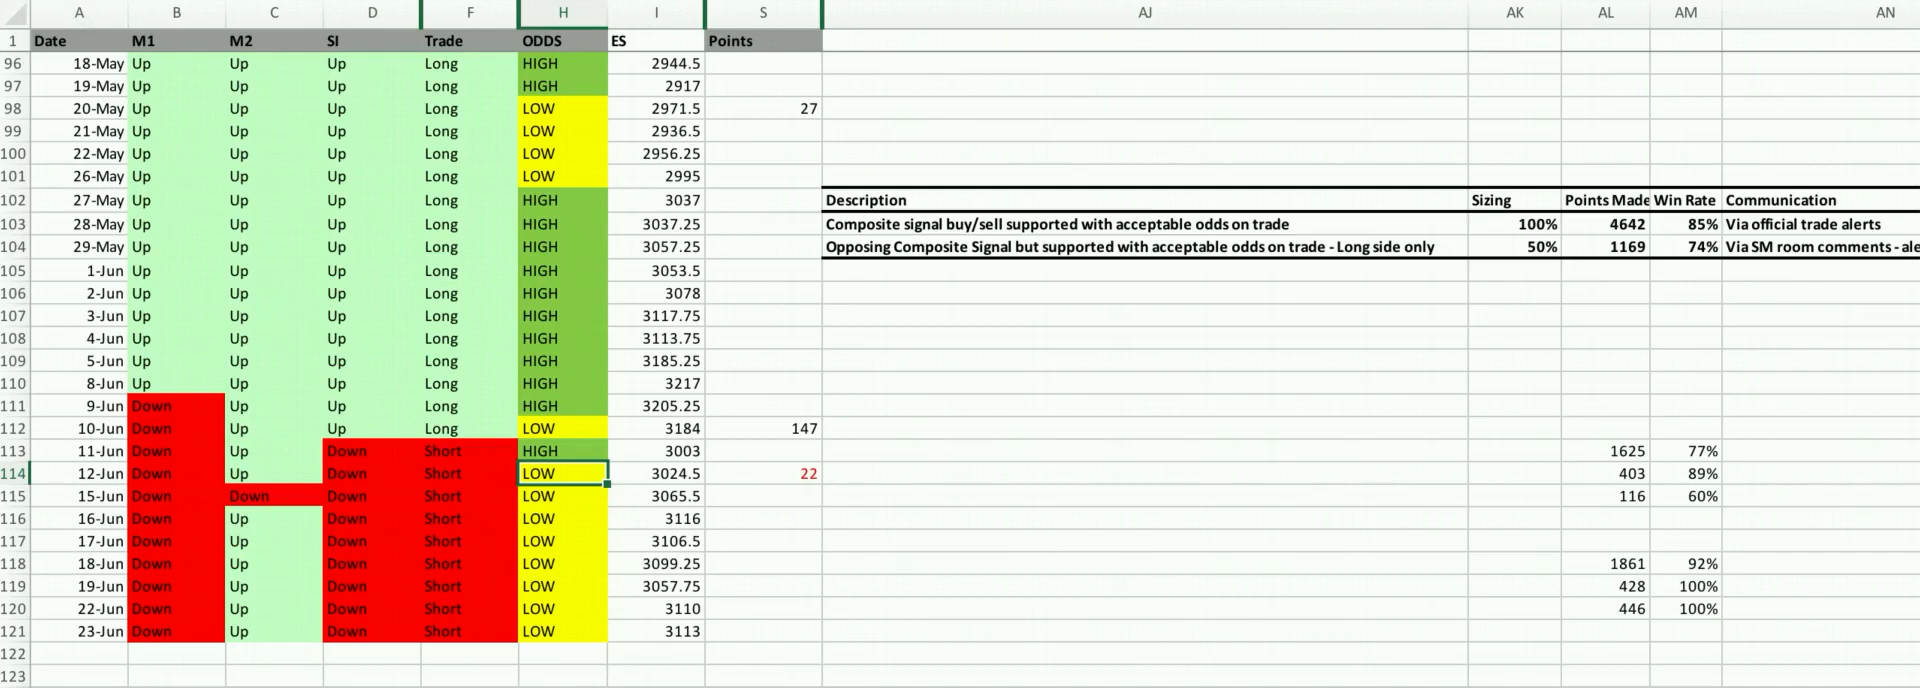 A B C D F H I S AJ AK AL AM AN
1 Date M1 M2 SI Trade ODDS ES Points
96 18-May Up Up Up Long HIGH 2944.5
97 19-May Up Up Up Long HIGH 2917
98 20-May Up Up Up Long LOW 2971.5 27
99 21-May Up Up Up Long LOW 2936.5
100 22-May Up Up Up Long LOW 2956.25
101 26-May Up Up Up Long LOW 2995
102 27-May Up Up Up Long HIGH 3037 Description Sizing Points Made Win Rate Communication
103 28-May Up Up Up Long HIGH 3037.25 Composite signal buy/sell supported with acceptable odds on trade 100% 4642 85% Via official trade alerts
104 29-May Up Up Up Long HIGH 3057.25 Opposing Composite Signal but supported with acceptable odds on trade - Long side only 50% 1169 74% Via SM room comments - ale
105 1-Jun Up Up Up Long HIGH 3053.5
106 2-Jun Up Up Up Long HIGH 3078
107 3-Jun Up Up Up Long HIGH 3117.75
108 4-Jun Up Up Up Long HIGH 3113.75
109 5-Jun Up Up Up Long HIGH 3185.25
110 8-Jun Up Up Up Long HIGH 3217
111 9-Jun Down Up Up Long HIGH 3205.25
112 10-Jun Down Up Up Long LOW 3184 147
113 11-Jun Down Up Down Short HIGH 3003 1625 77%
114 12-Jun Down Up Down Short LOW 3024.5 22 403 89%
115 15-Jun Down Down Down Short LOW 3065.5 116 60%
116 16-Jun Down Up Down Short LOW 3116
117 17-Jun Down Up Down Short LOW 3106.5
118 18-Jun Down Up Down Short LOW 3099.25 1861 92%
119 19-Jun Down Up Down Short LOW 3057.75 428 100%
120 22-Jun Down Up Down Short LOW 3110 446 100%
121 23-Jun Down Up Down Short LOW 3113
122
123